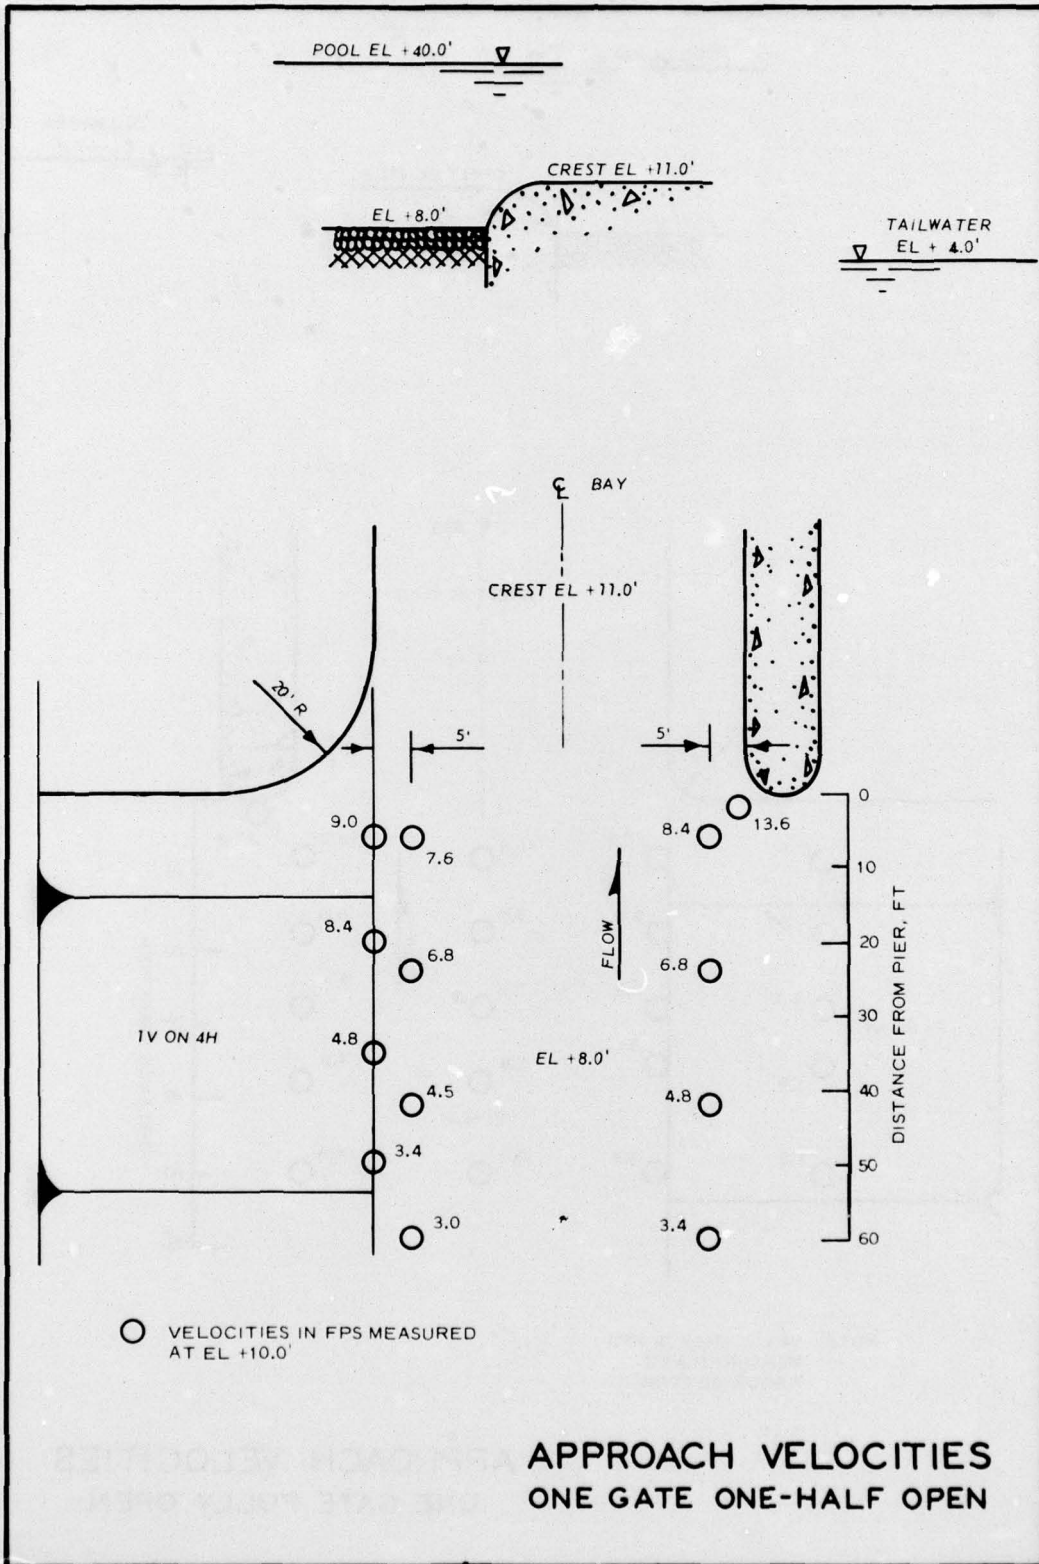 POOL EL +40.0'
CREST EL +11.0'
EL +8.0'
TAILWATER
EL + 4.0'
℄ BAY
CREST EL +11.0'
20' R
5'
5'
0
9.0
7.6
8.4
13.6
10
8.4
6.8
6.8
FLOW
20
30
1V ON 4H
4.8
EL +8.0'
4.5
4.8
40
DISTANCE FROM PIER, FT
3.4
50
3.0
3.4
60
VELOCITIES IN FPS MEASURED
AT EL +10.0'
APPROACH VELOCITIES
ONE GATE ONE-HALF OPEN